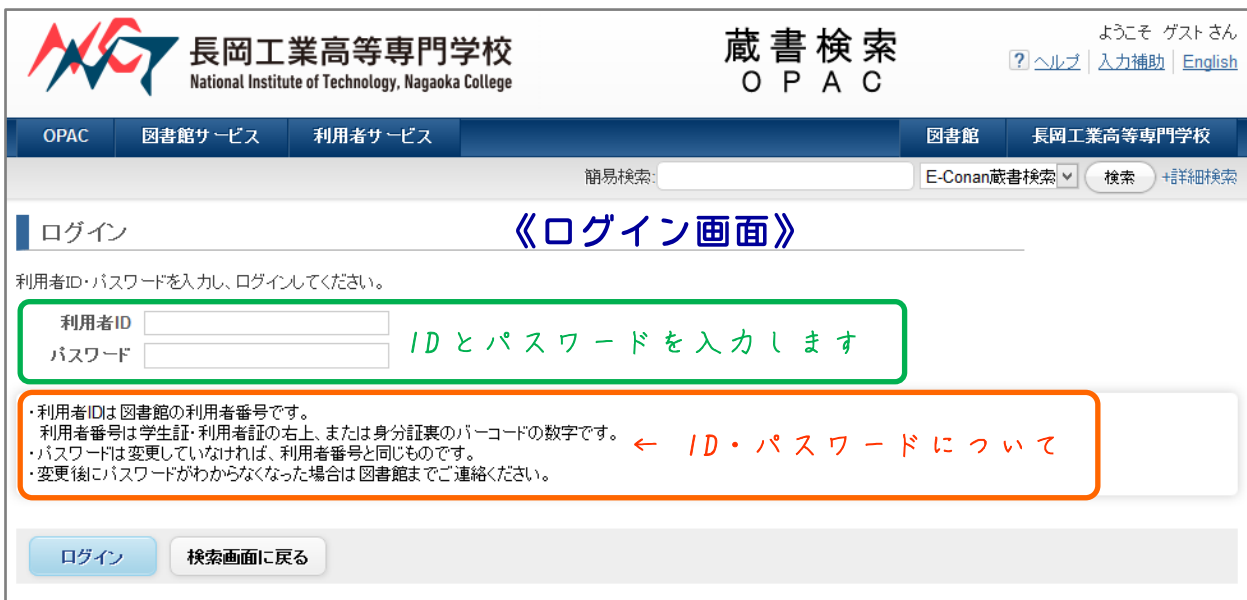 ようこそ ゲスト さん
長岡工業高等専門学校
National Institute of Technology, Nagaoka College
蔵書検索
OPAC
? ヘルプ 入力補助 English
OPAC 図書館サービス 利用者サービス 図書館 長岡工業高等専門学校
簡易検索: E-Conan蔵書検索 検索 +詳細検索
ログイン 《ログイン画面》
利用者ID・パスワードを入力し、ログインしてください。
利用者ID
パスワード
IDとパスワードを入力します
・利用者IDは図書館の利用者番号です。
利用者番号は学生証・利用者証の右上、または身分証裏のバーコードの数字です。
・パスワードは変更していなければ、利用者番号と同じものです。
・変更後にパスワードがわからなくなった場合は図書館までご連絡ください。
← ID・パスワードについて
ログイン 検索画面に戻る